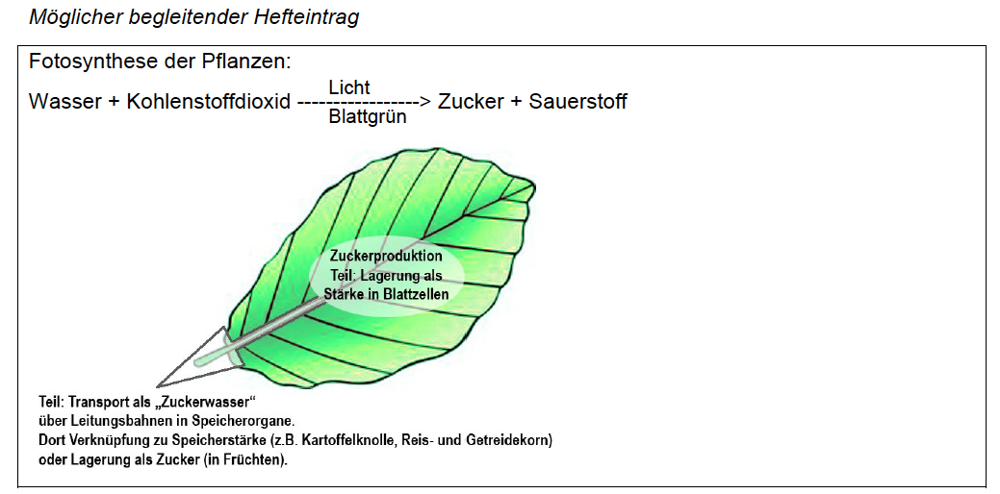 Möglicher begleitender Hefteintrag
Fotosynthese der Pflanzen:
Licht
Wasser + Kohlenstoffdioxid -----------------> Zucker + Sauerstoff
Blattgrün
Zuckerproduktion
Teil: Lagerung als
Stärke in Blattzellen
Teil: Transport als „Zuckerwasser“
über Leitungsbahnen in Speicherorgane.
Dort Verknüpfung zu Speicherstärke (z.B. Kartoffelknolle, Reis- und Getreidekorn)
oder Lagerung als Zucker (in Früchten).